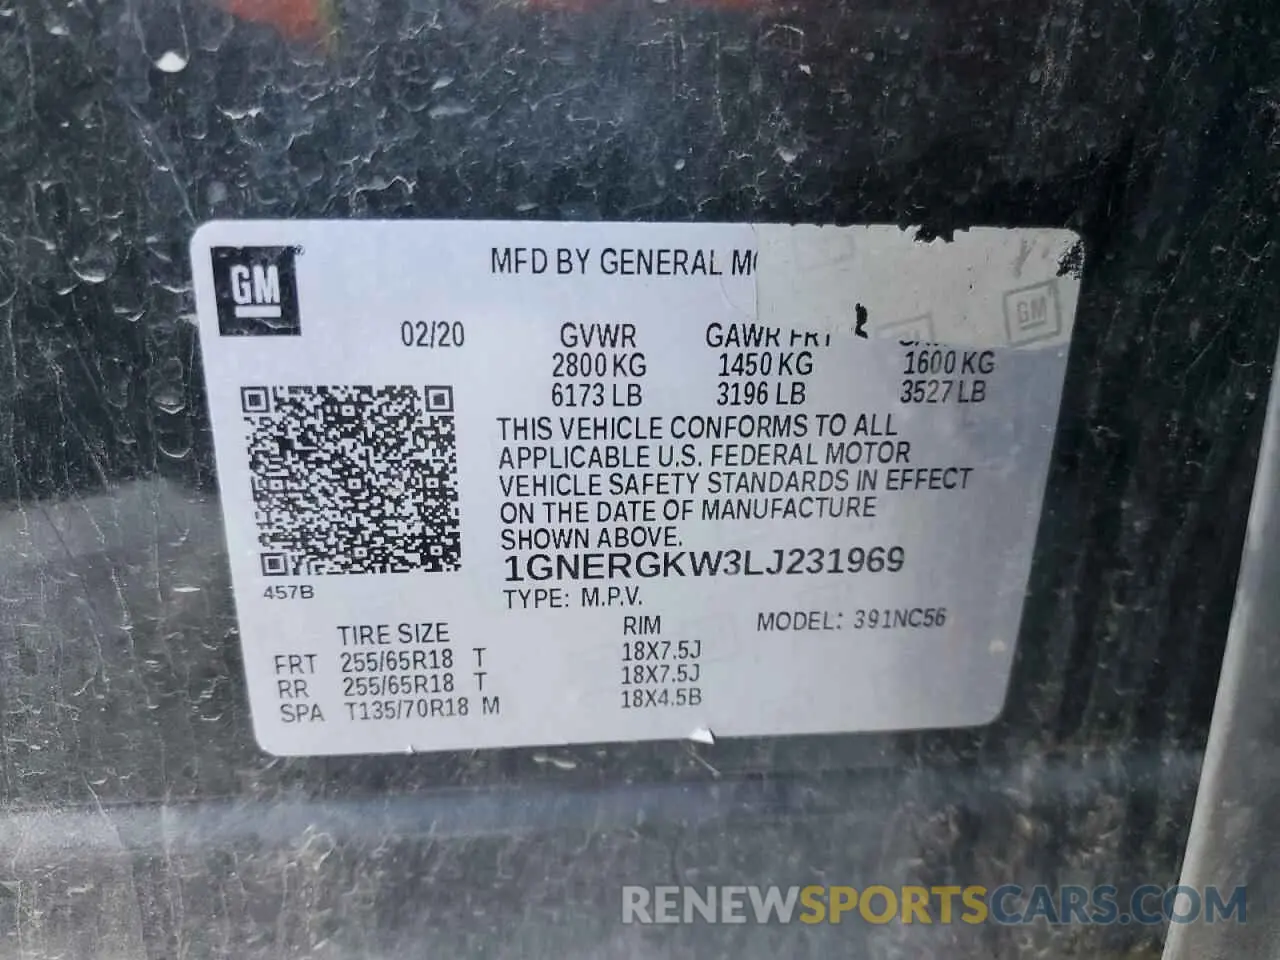 GM
MFD BY GENERAL
GM
02/20 GVWR GAWR FRT
2800 KG 1450 KG 1600 KG
6173 LB 3196 LB 3527 LB
THIS VEHICLE CONFORMS TO ALL
APPLICABLE U.S. FEDERAL MOTOR
VEHICLE SAFETY STANDARDS IN EFFECT
ON THE DATE OF MANUFACTURE
SHOWN ABOVE.
1GNERGKW3LJ231969
457B
TYPE: M.P.V.
MODEL: 391NC56
TIRE SIZE RIM
FRT 255/65R18 T 18X7.5J
RR 255/65R18 T 18X7.5J
SPA T135/70R18 M 18X4.5B
RENEWSPORTSCARS.COM